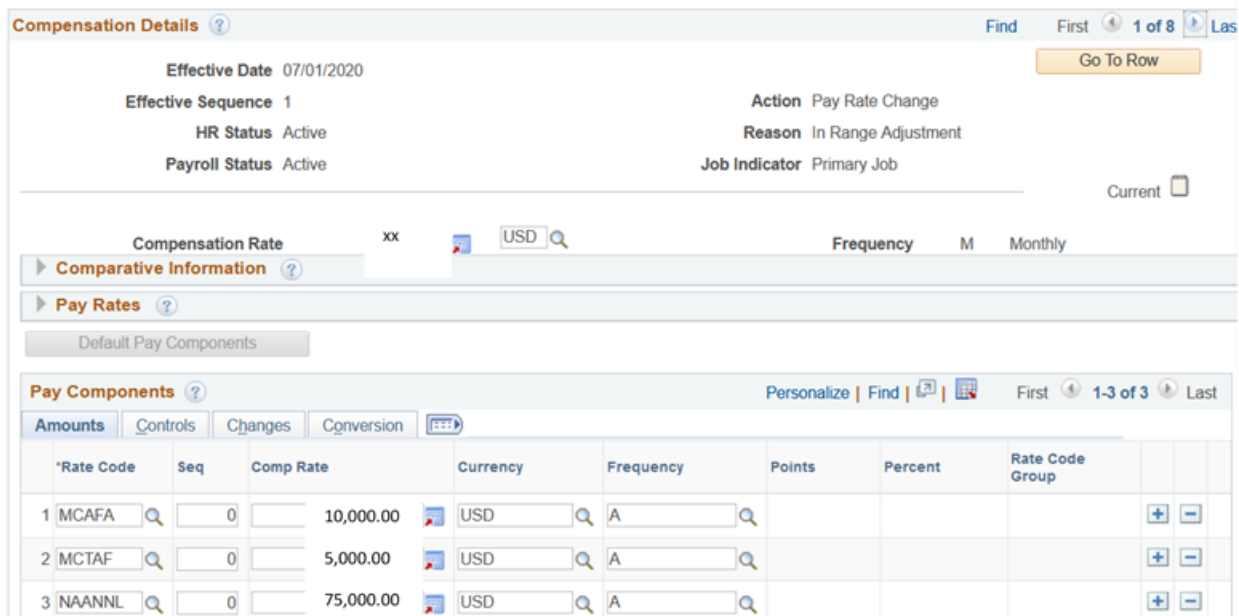 Compensation Details Find First 1 of 8 Las
Go To Row
Effective Date 07/01/2020
Effective Sequence 1 Action Pay Rate Change
HR Status Active Reason In Range Adjustment
Payroll Status Active Job Indicator Primary Job
Current
Compensation Rate xx USD Frequency M Monthly
Comparative Information
Pay Rates
Default Pay Components
Pay Components Personalize | Find | | First 1-3 of 3 Last
Amounts Controls Changes Conversion
*Rate Code Seq Comp Rate Currency Frequency Points Percent Rate Code Group
1 MCAFA 0 10,000.00 USD A
2 MCTAF 0 5,000.00 USD A
3 NAANNL 0 75,000.00 USD A